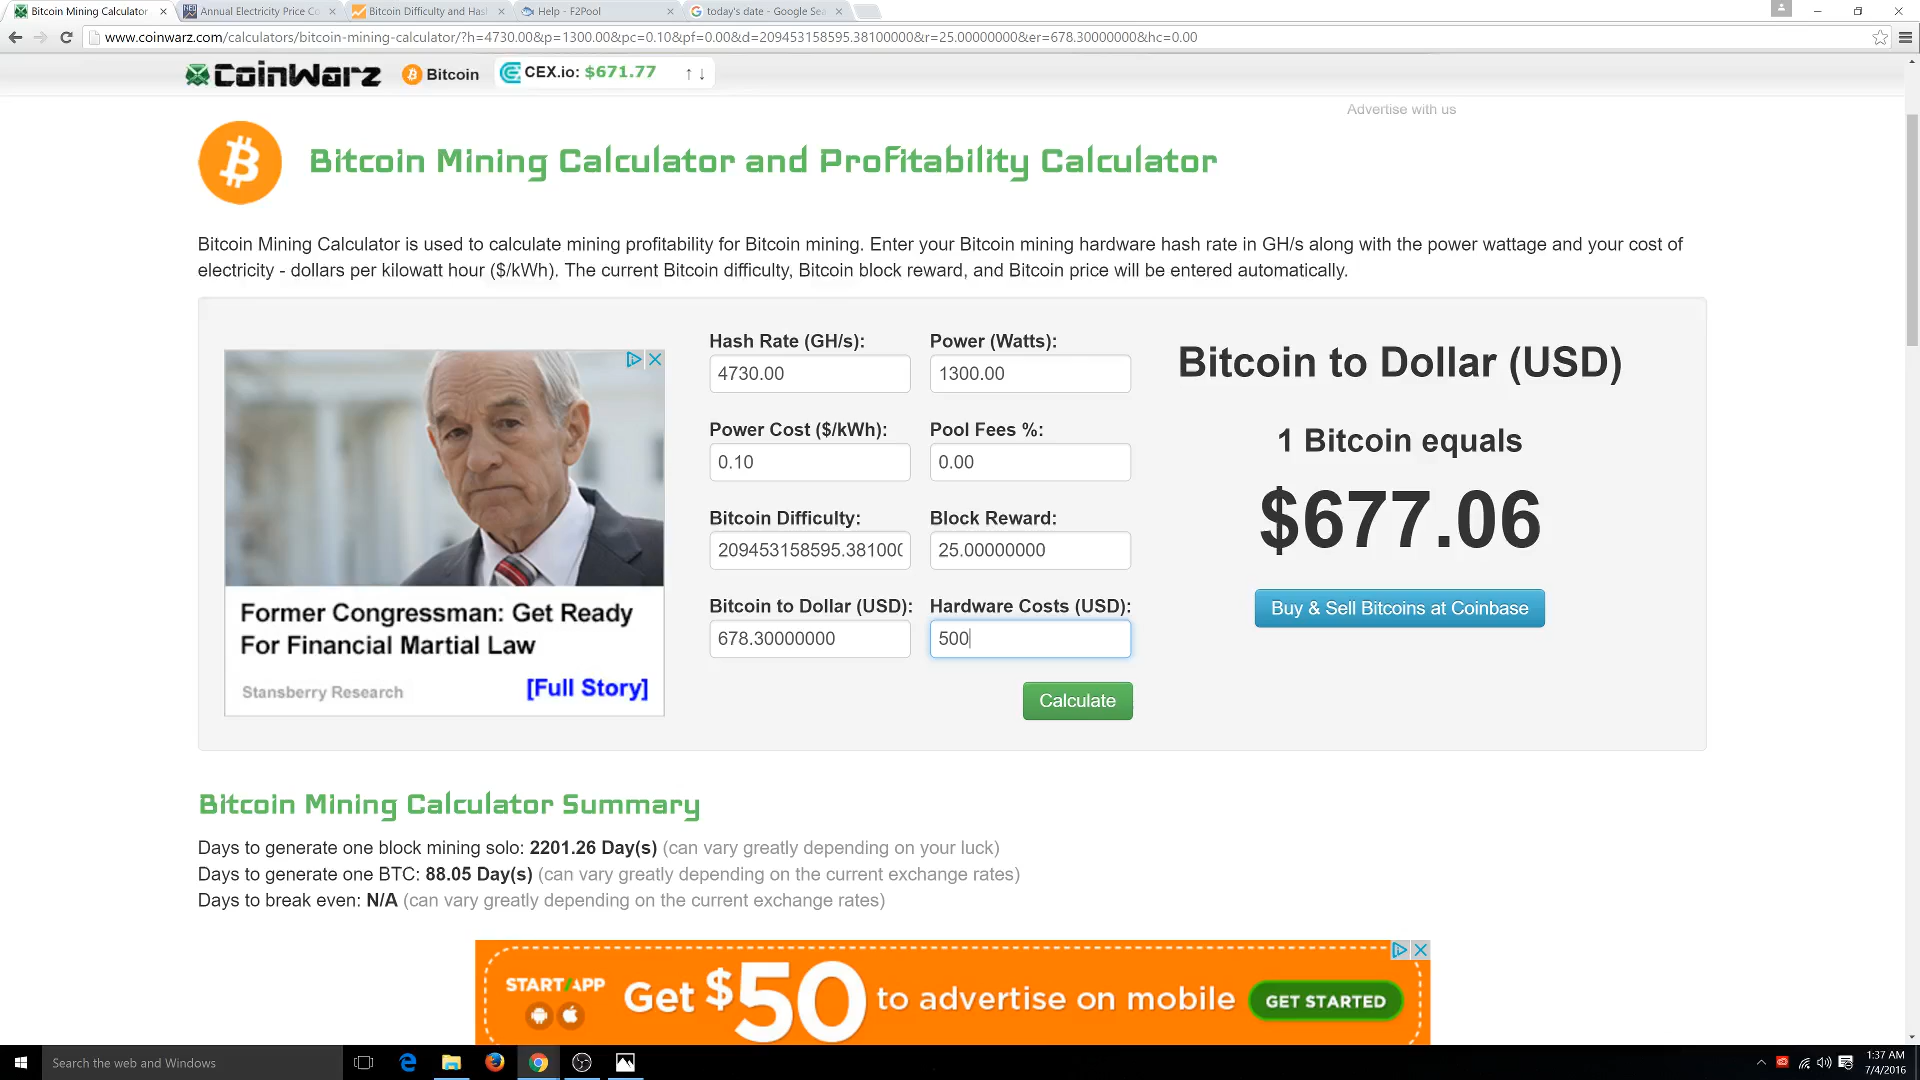 Bitcoin Mining Calculator
Annual Electricity Price Co
Bitcoin Difficulty and Has
Help - F2Pool
today's date - Google Se
www.coinwarz.com/calculators/bitcoin-mining-calculator/?h=4730.00&p=1300.00&pc=0.10&pf=0.00&d=209453158595.38100000&r=25.00000000&er=678.30000000&hc=0.00
CoinWarz Bitcoin CEX.io: $671.77 ↑ ↓
Advertise with us
Bitcoin Mining Calculator and Profitability Calculator
Bitcoin Mining Calculator is used to calculate mining profitability for Bitcoin mining. Enter your Bitcoin mining hardware hash rate in GH/s along with the power wattage and your cost of
electricity - dollars per kilowatt hour ($/kWh). The current Bitcoin difficulty, Bitcoin block reward, and Bitcoin price will be entered automatically.
Former Congressman: Get Ready
For Financial Martial Law
Stansberry Research [Full Story]
Hash Rate (GH/s): Power (Watts):
4730.00 1300.00
Power Cost ($/kWh): Pool Fees %:
0.10 0.00
Bitcoin Difficulty: Block Reward:
209453158595.38100 25.00000000
Bitcoin to Dollar (USD): Hardware Costs (USD):
678.30000000 500
Calculate
Bitcoin to Dollar (USD)
1 Bitcoin equals
$677.06
Buy & Sell Bitcoins at Coinbase
Bitcoin Mining Calculator Summary
Days to generate one block mining solo: 2201.26 Day(s) (can vary greatly depending on your luck)
Days to generate one BTC: 88.05 Day(s) (can vary greatly depending on the current exchange rates)
Days to break even: N/A (can vary greatly depending on the current exchange rates)
START/APP Get $50 to advertise on mobile GET STARTED
Search the web and Windows
1:37 AM
7/4/2016